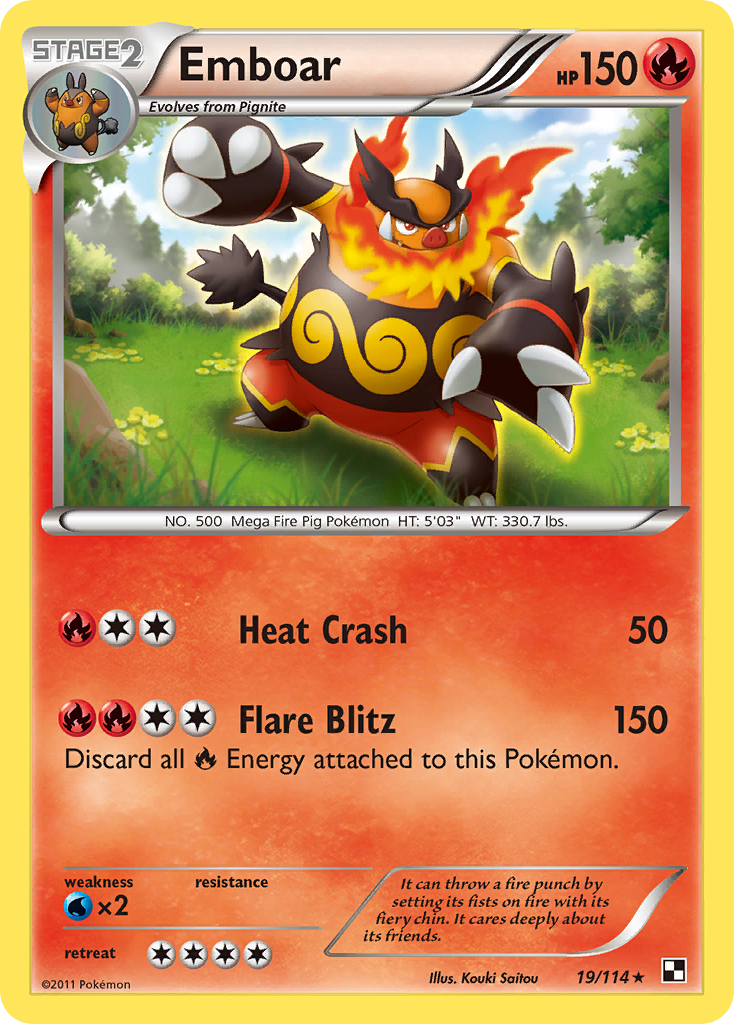 STAGE2 Emboar HP150
Evolves from Pignite
NO. 500 Mega Fire Pig Pokémon HT: 5'03" WT: 330.7 lbs.
Heat Crash 50
Flare Blitz 150
Discard all Energy attached to this Pokémon.
weakness resistance
×2
retreat
It can throw a fire punch by
setting its fists on fire with its
fiery chin. It cares deeply about
its friends.
©2011 Pokémon Illus. Kouki Saitou 19/114★